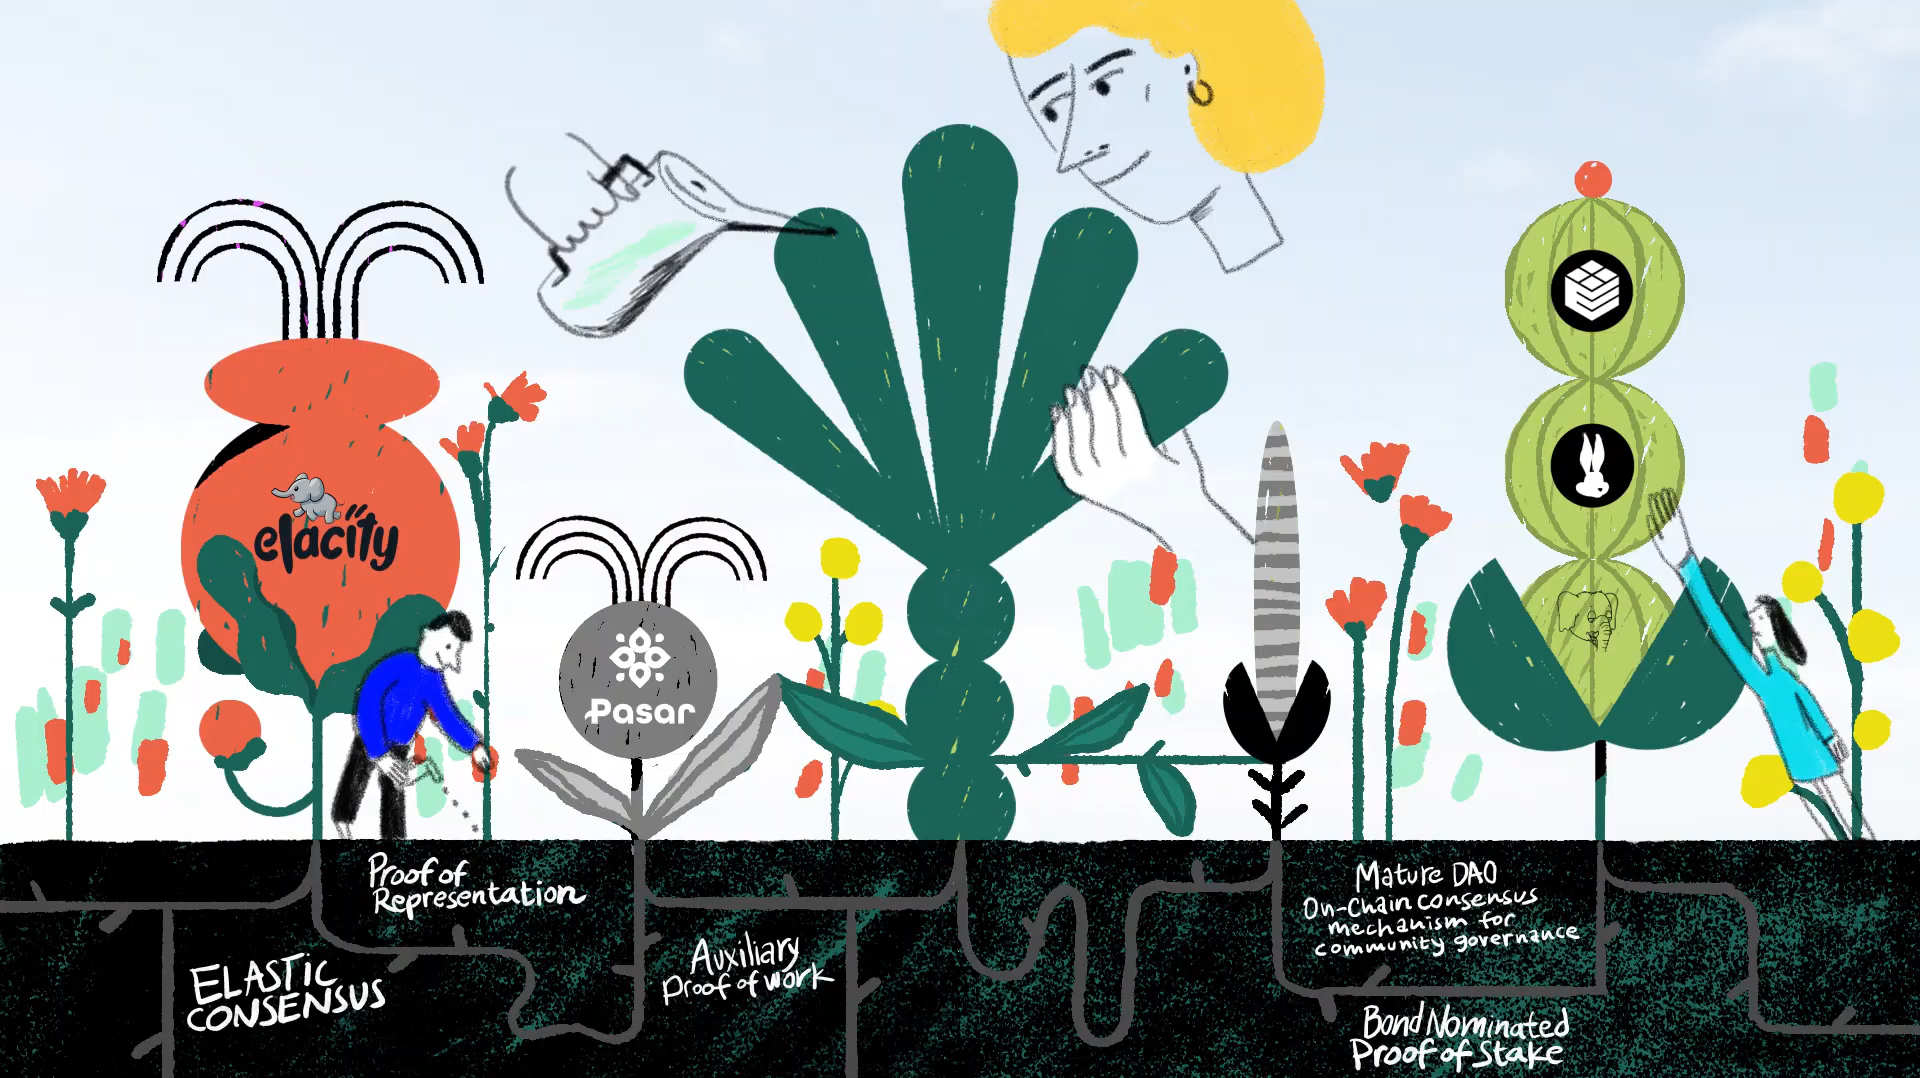 elacity
Pasar
Proof of
Representation
Mature DAO
On-Chain consensus
mechanism for
community governance
Auxiliary
Proof of work
ELASTIC
CONSENSUS
Bond Nominated
Proof of Stake